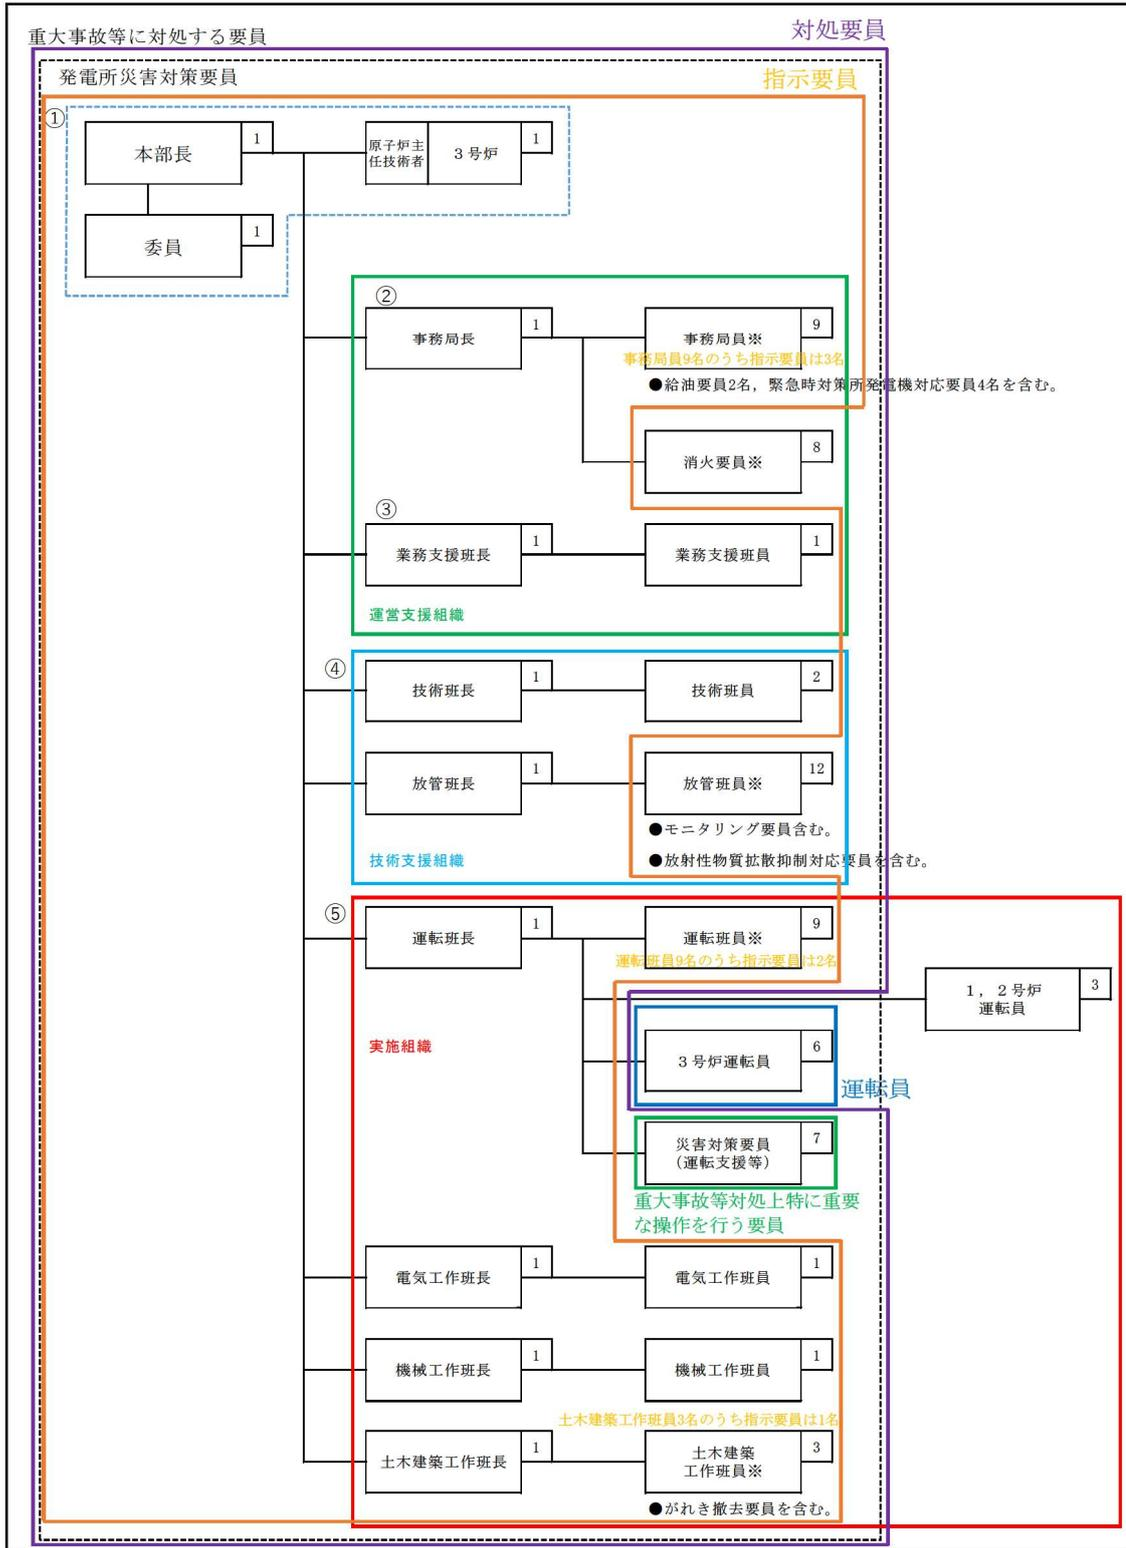 重大事故等に対処する要員
対処要員
発電所災害対策要員
指示要員
①
本部長
1
原子炉主
任技術者
３号炉
1
委員
1
②
事務局長
1
事務局員※
9
事務局員9名のうち指示要員は3名
●給油要員2名，緊急時対策所発電機対応要員4名を含む。
消火要員※
8
③
業務支援班長
1
業務支援班員
1
運営支援組織
④
技術班長
1
技術班員
2
放管班長
1
放管班員※
12
●モニタリング要員含む。
●放射性物質拡散抑制対応要員を含む。
技術支援組織
⑤
運転班長
1
運転班員※
9
運転班員9名のうち指示要員は2名
１，２号炉
運転員
3
実施組織
３号炉運転員
6
運転員
災害対策要員
（運転支援等）
7
重大事故等対処上特に重要
な操作を行う要員
電気工作班長
1
電気工作班員
1
機械工作班長
1
機械工作班員
1
土木建築工作班員3名のうち指示要員は1名
土木建築工作班長
1
土木建築
工作班員※
3
●がれき撤去要員を含む。